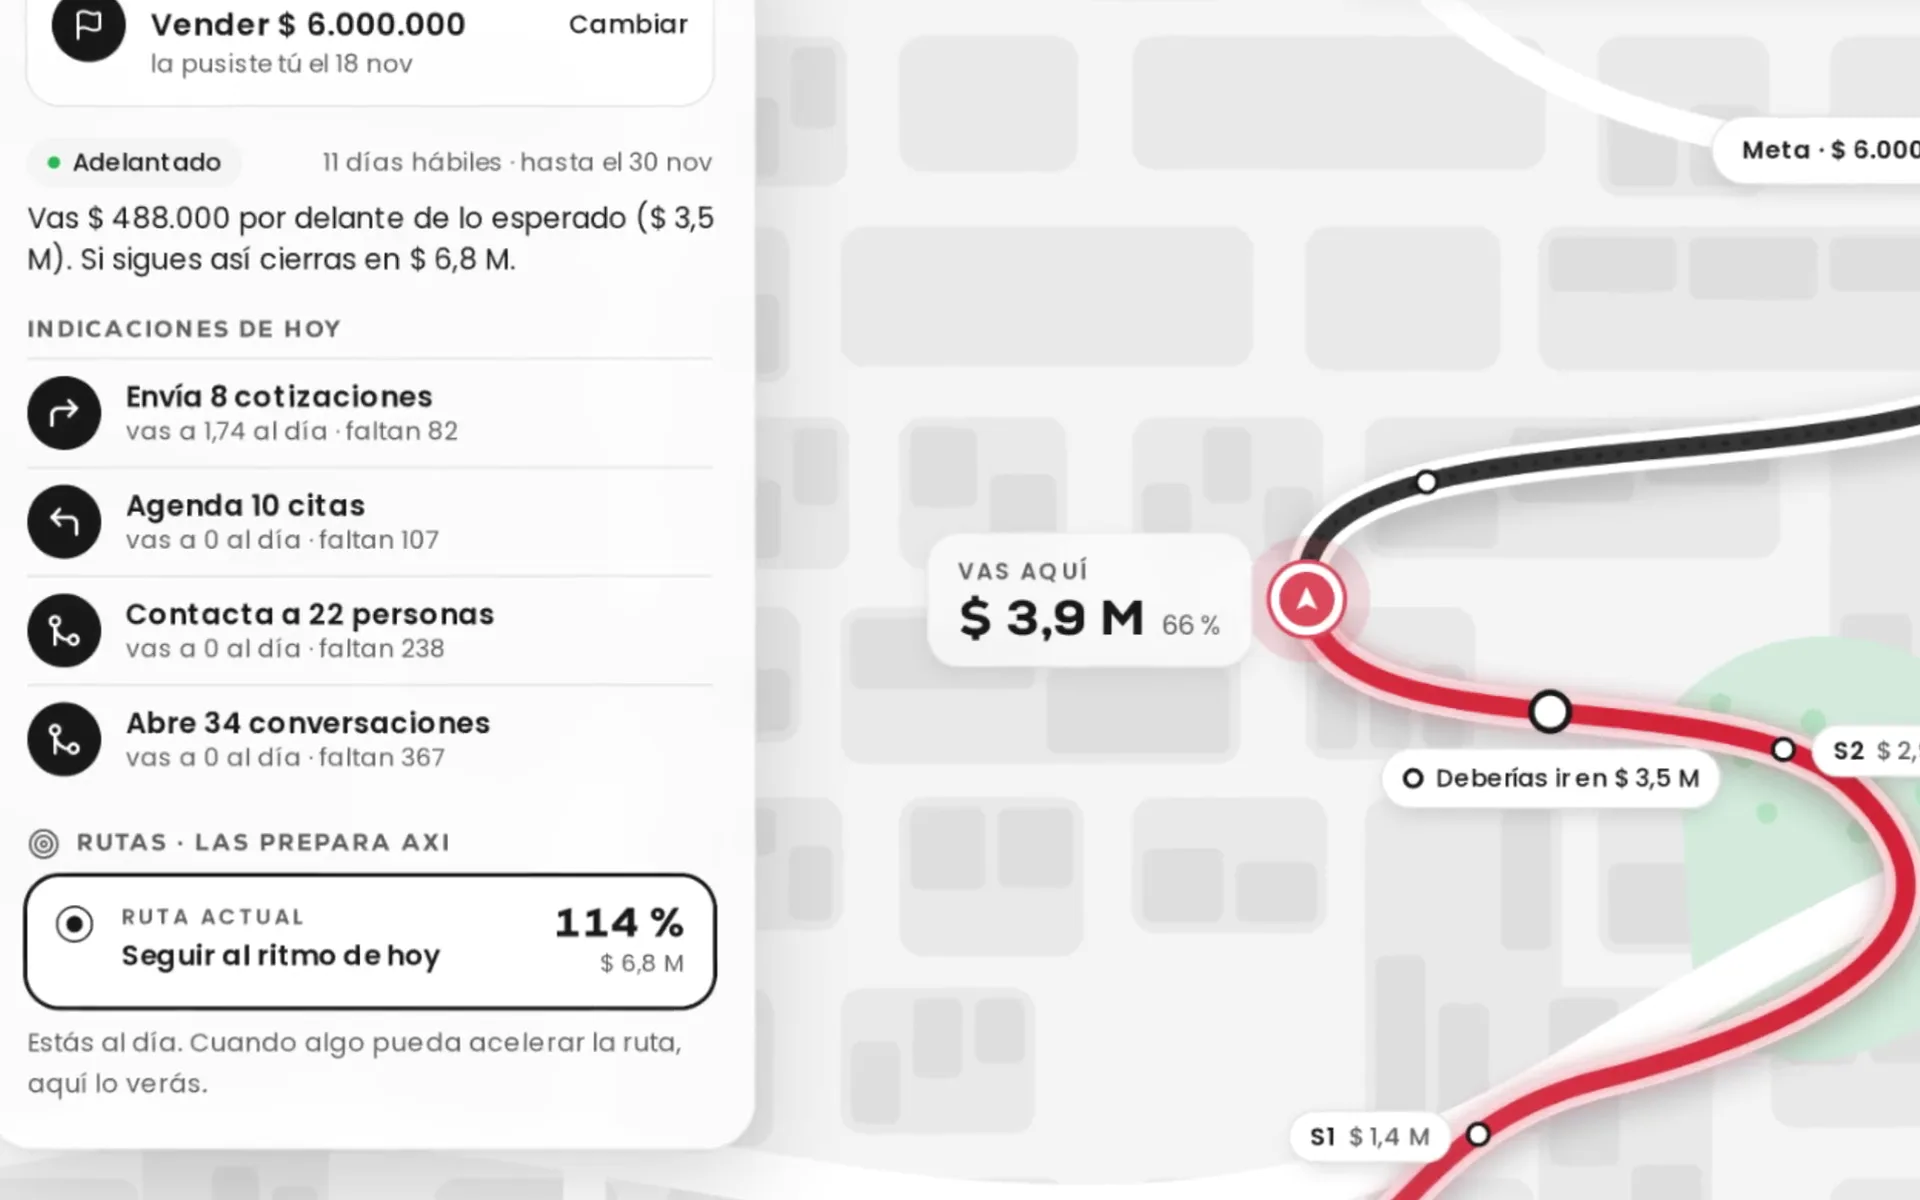 Vender $ 6.000.000
Cambiar
la pusiste tú el 18 nov
Adelantado
11 días hábiles · hasta el 30 nov
Vas $ 488.000 por delante de lo esperado ($ 3,5
M). Si sigues así cierras en $ 6,8 M.
INDICACIONES DE HOY
Envía 8 cotizaciones
vas a 1,74 al día · faltan 82
Agenda 10 citas
vas a 0 al día · faltan 107
Contacta a 22 personas
vas a 0 al día · faltan 238
Abre 34 conversaciones
vas a 0 al día · faltan 367
RUTAS · LAS PREPARA AXI
RUTA ACTUAL
114 %
Seguir al ritmo de hoy
$ 6,8 M
Estás al día. Cuando algo pueda acelerar la ruta,
aquí lo verás.
Meta · $ 6.000
VAS AQUÍ
$ 3,9 M 66 %
Deberías ir en $ 3,5 M
S2 $ 2,
S1 $ 1,4 M